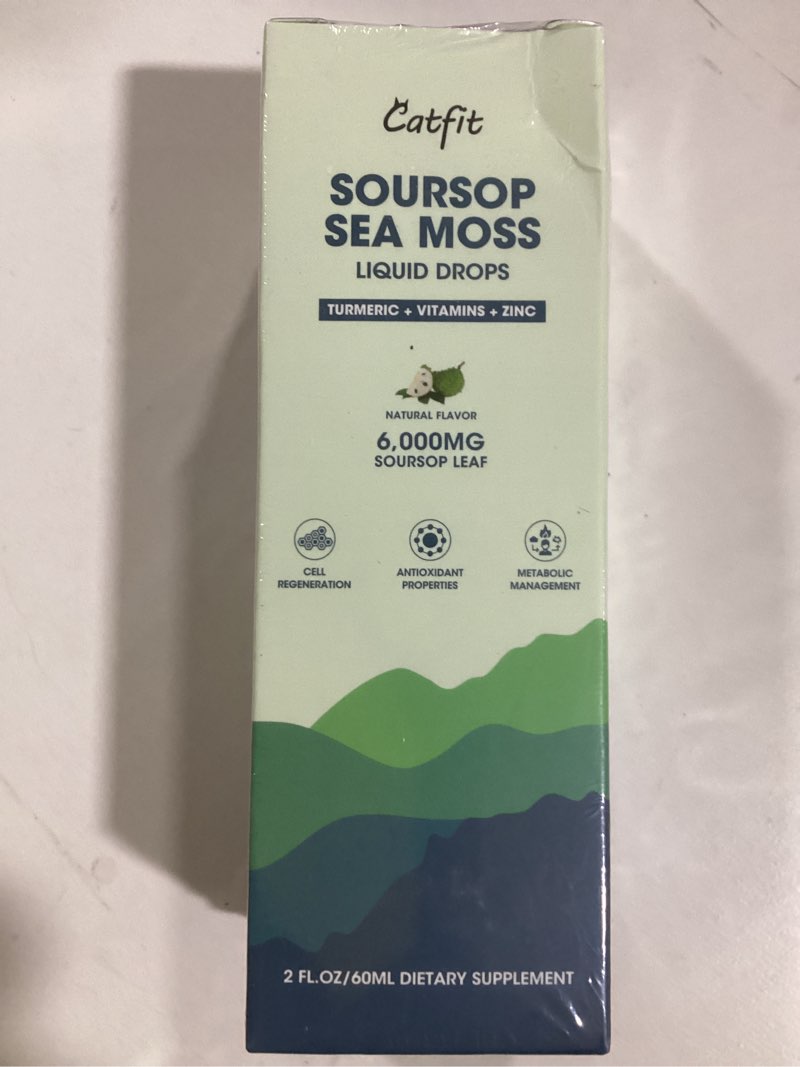 Catfit
SOURSOP
SEA MOSS
LIQUID DROPS
TURMERIC + VITAMINS + ZINC
NATURAL FLAVOR
6,000MG
SOURSOP LEAF
CELL
REGENERATION
ANTIOXIDANT
PROPERTIES
METABOLIC
MANAGEMENT
2 FL.OZ/60ML DIETARY SUPPLEMENT